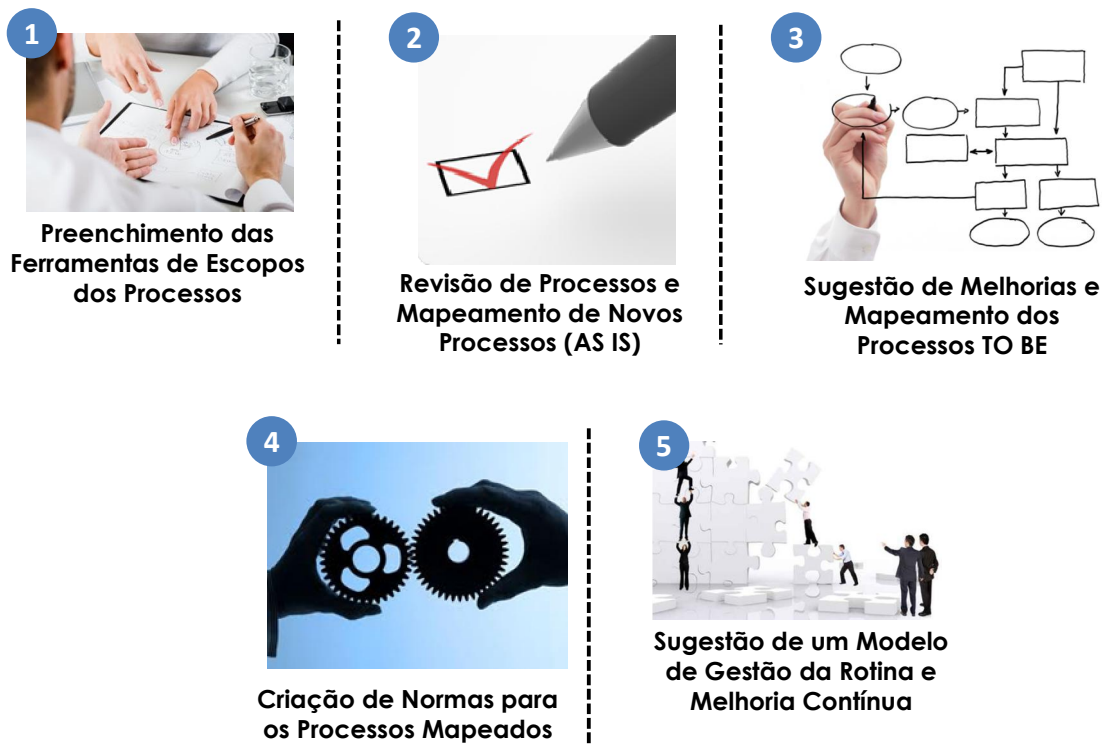 1
Preenchimento das
Ferramentas de Escopos
dos Processos
2
Revisão de Processos e
Mapeamento de Novos
Processos (AS IS)
3
Sugestão de Melhorias e
Mapeamento dos
Processos TO BE
4
Criação de Normas para
os Processos Mapeados
5
Sugestão de um Modelo
de Gestão da Rotina e
Melhoria Contínua